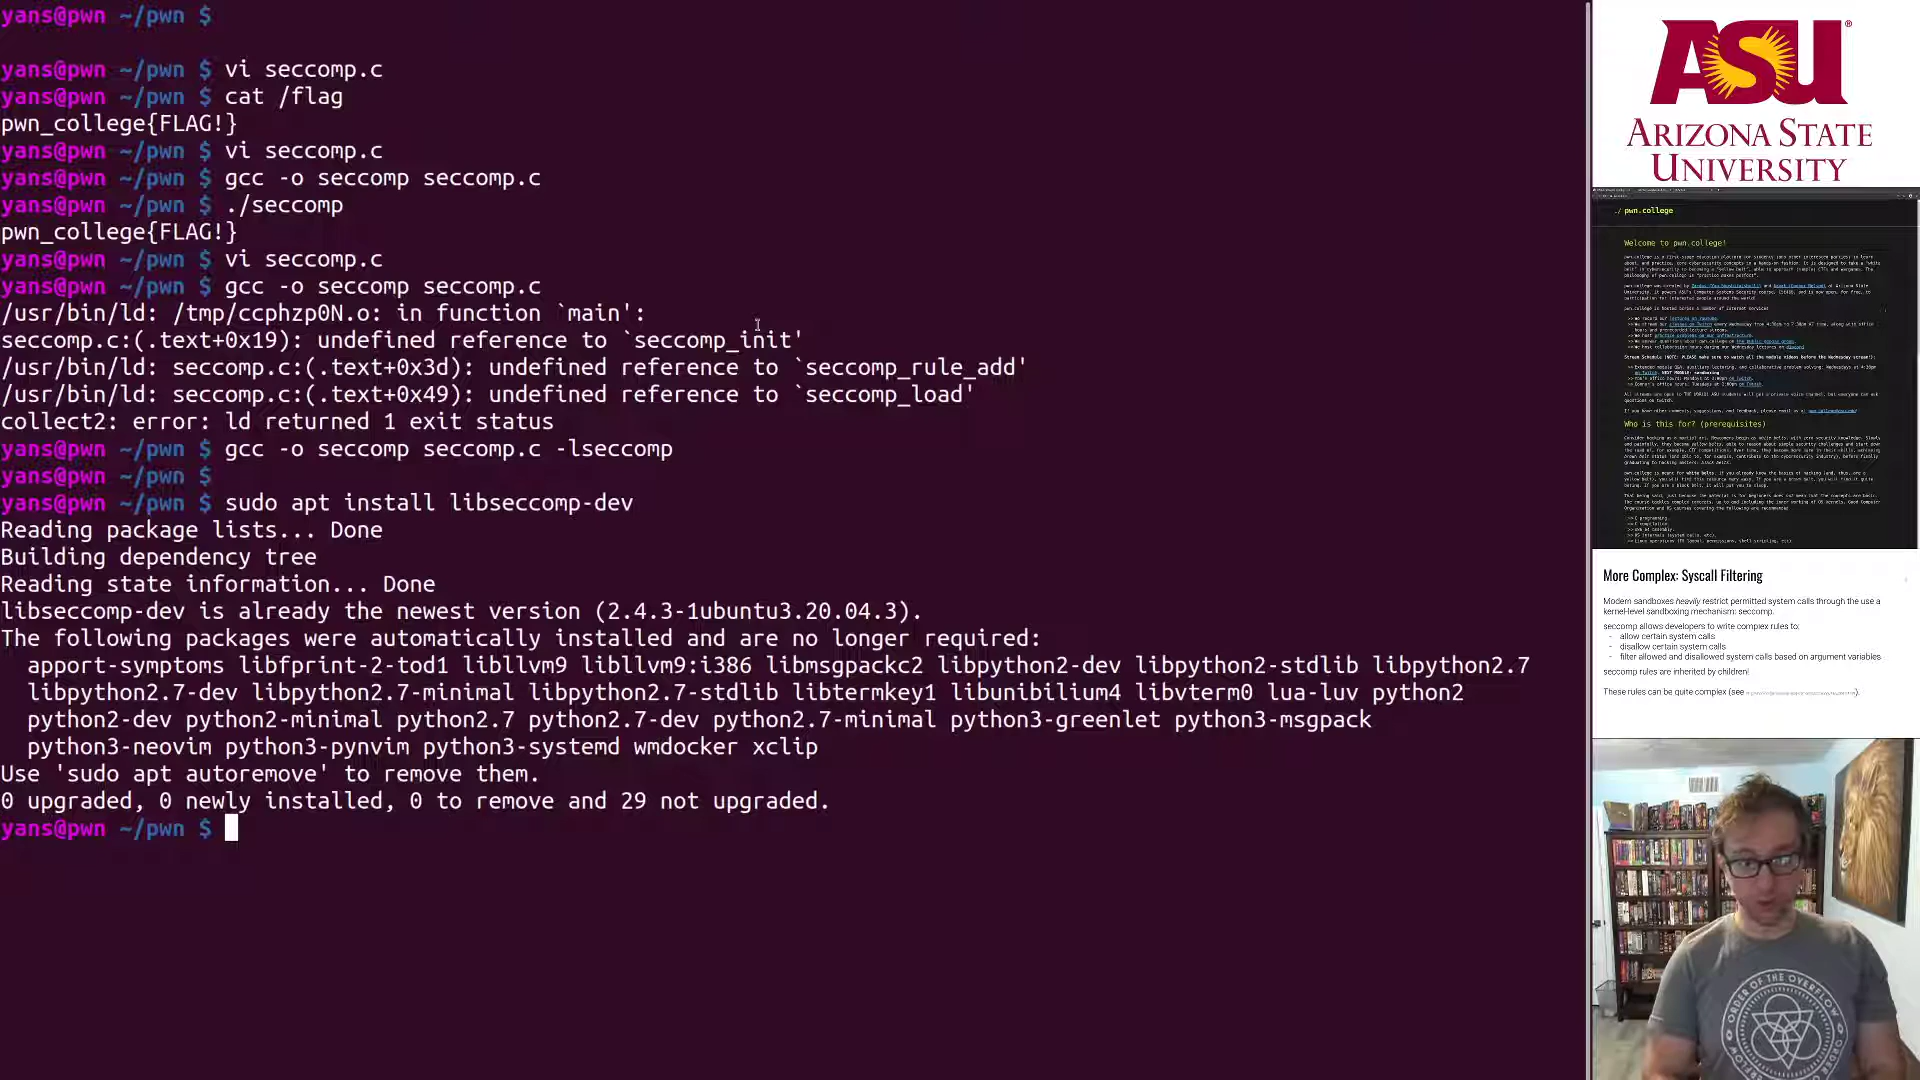 yans@pwn ~/pwn $
yans@pwn ~/pwn $ vi seccomp.c
yans@pwn ~/pwn $ cat /flag
pwn_college{FLAG!}
yans@pwn ~/pwn $ vi seccomp.c
yans@pwn ~/pwn $ gcc -o seccomp seccomp.c
yans@pwn ~/pwn $ ./seccomp
pwn_college{FLAG!}
yans@pwn ~/pwn $ vi seccomp.c
yans@pwn ~/pwn $ gcc -o seccomp seccomp.c
/usr/bin/ld: /tmp/ccphzp0N.o: in function `main':
seccomp.c:(.text+0x19): undefined reference to `seccomp_init'
/usr/bin/ld: seccomp.c:(.text+0x3d): undefined reference to `seccomp_rule_add'
/usr/bin/ld: seccomp.c:(.text+0x49): undefined reference to `seccomp_load'
collect2: error: ld returned 1 exit status
yans@pwn ~/pwn $ gcc -o seccomp seccomp.c -lseccomp
yans@pwn ~/pwn $
yans@pwn ~/pwn $ sudo apt install libseccomp-dev
Reading package lists... Done
Building dependency tree
Reading state information... Done
libseccomp-dev is already the newest version (2.4.3-1ubuntu3.20.04.3).
The following packages were automatically installed and are no longer required:
  apport-symptoms libfprint-2-tod1 libllvm9 libllvm9:i386 libmsgpackc2 libpython2-dev libpython2-stdlib libpython2.7
  libpython2.7-dev libpython2.7-minimal libpython2.7-stdlib libtermkey1 libunibilium4 libvterm0 lua-luv python2
  python2-dev python2-minimal python2.7 python2.7-dev python2.7-minimal python3-greenlet python3-msgpack
  python3-neovim python3-pynvim python3-systemd wmdocker xclip
Use 'sudo apt autoremove' to remove them.
0 upgraded, 0 newly installed, 0 to remove and 29 not upgraded.
yans@pwn ~/pwn $
ASU®
ARIZONA STATE
UNIVERSITY
./ pwn.college
Welcome to pwn.college!
Who is this for? (prerequisites)
More Complex: Syscall Filtering
Modern sandboxes heavily restrict permitted system calls through the use a
kernel-level sandboxing mechanism: seccomp.
seccomp allows developers to write complex rules to:
- allow certain system calls
- disallow certain system calls
- filter allowed and disallowed system calls based on argument variables
seccomp rules are inherited by children!
These rules can be quite complex (see ).
ORDER OF THE OVERFLOW